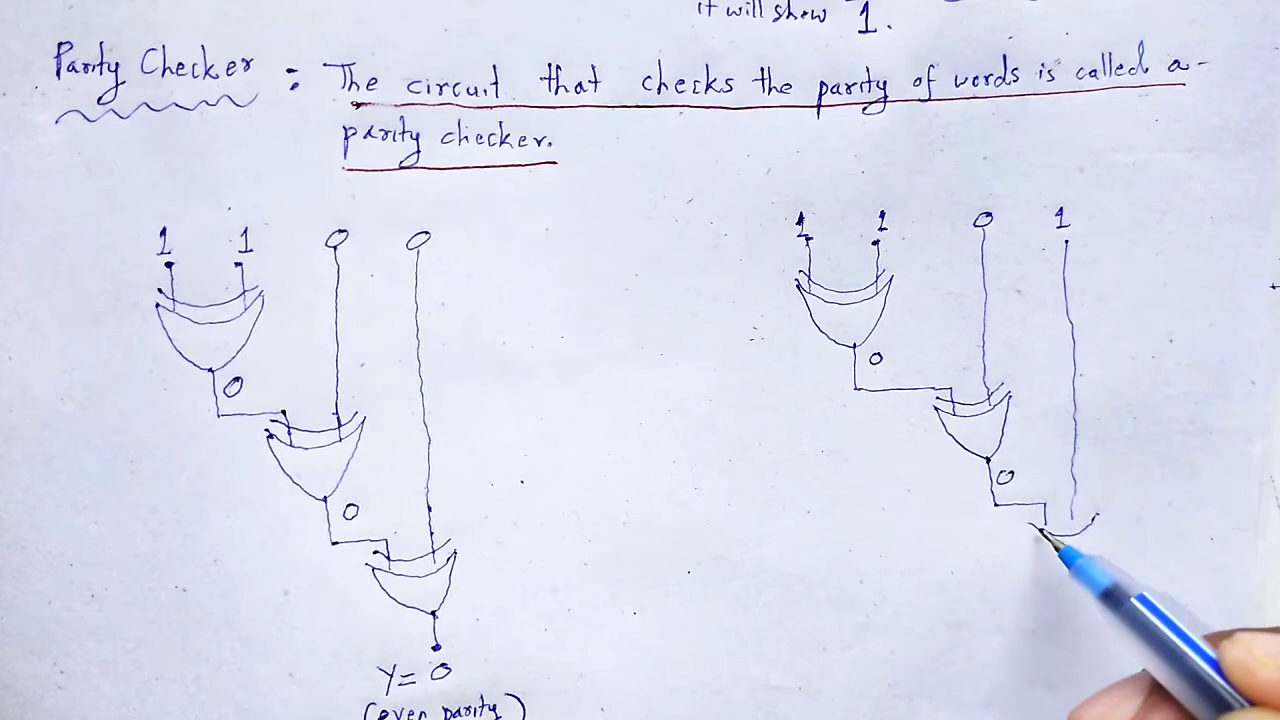 it will show 1.
Parity Checker : The circuit that checks the parity of words is called a-
parity checker.
1 1 0 0
1 1 0 1
0
0
0
0
Y= 0
(even parity)